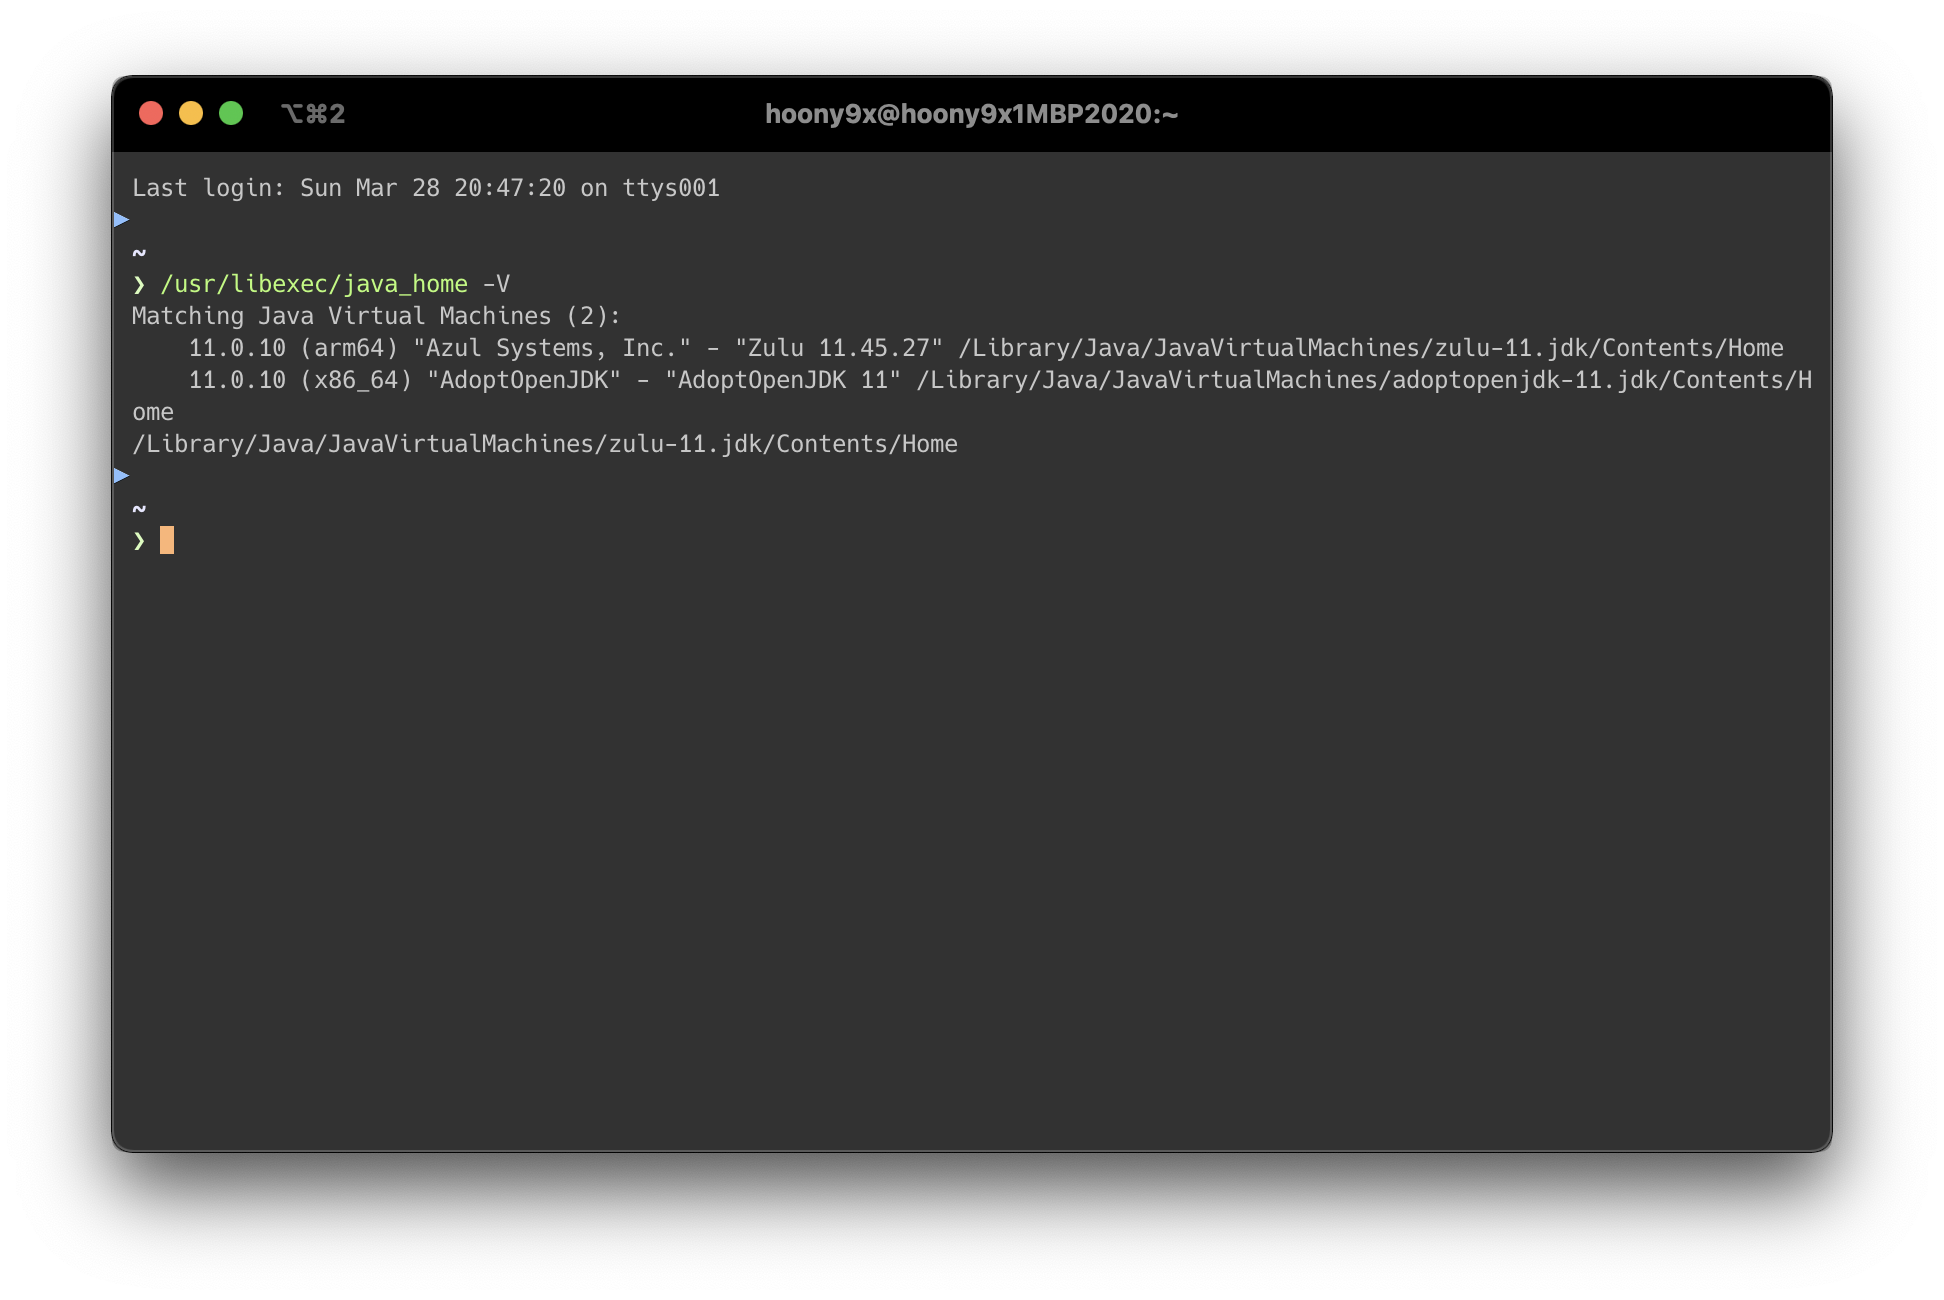 ⌥⌘2
hoony9x@hoony9x1MBP2020:~
Last login: Sun Mar 28 20:47:20 on ttys001
~
❯ /usr/libexec/java_home -V
Matching Java Virtual Machines (2):
    11.0.10 (arm64) "Azul Systems, Inc." - "Zulu 11.45.27" /Library/Java/JavaVirtualMachines/zulu-11.jdk/Contents/Home
    11.0.10 (x86_64) "AdoptOpenJDK" - "AdoptOpenJDK 11" /Library/Java/JavaVirtualMachines/adoptopenjdk-11.jdk/Contents/H
ome
/Library/Java/JavaVirtualMachines/zulu-11.jdk/Contents/Home
~
❯